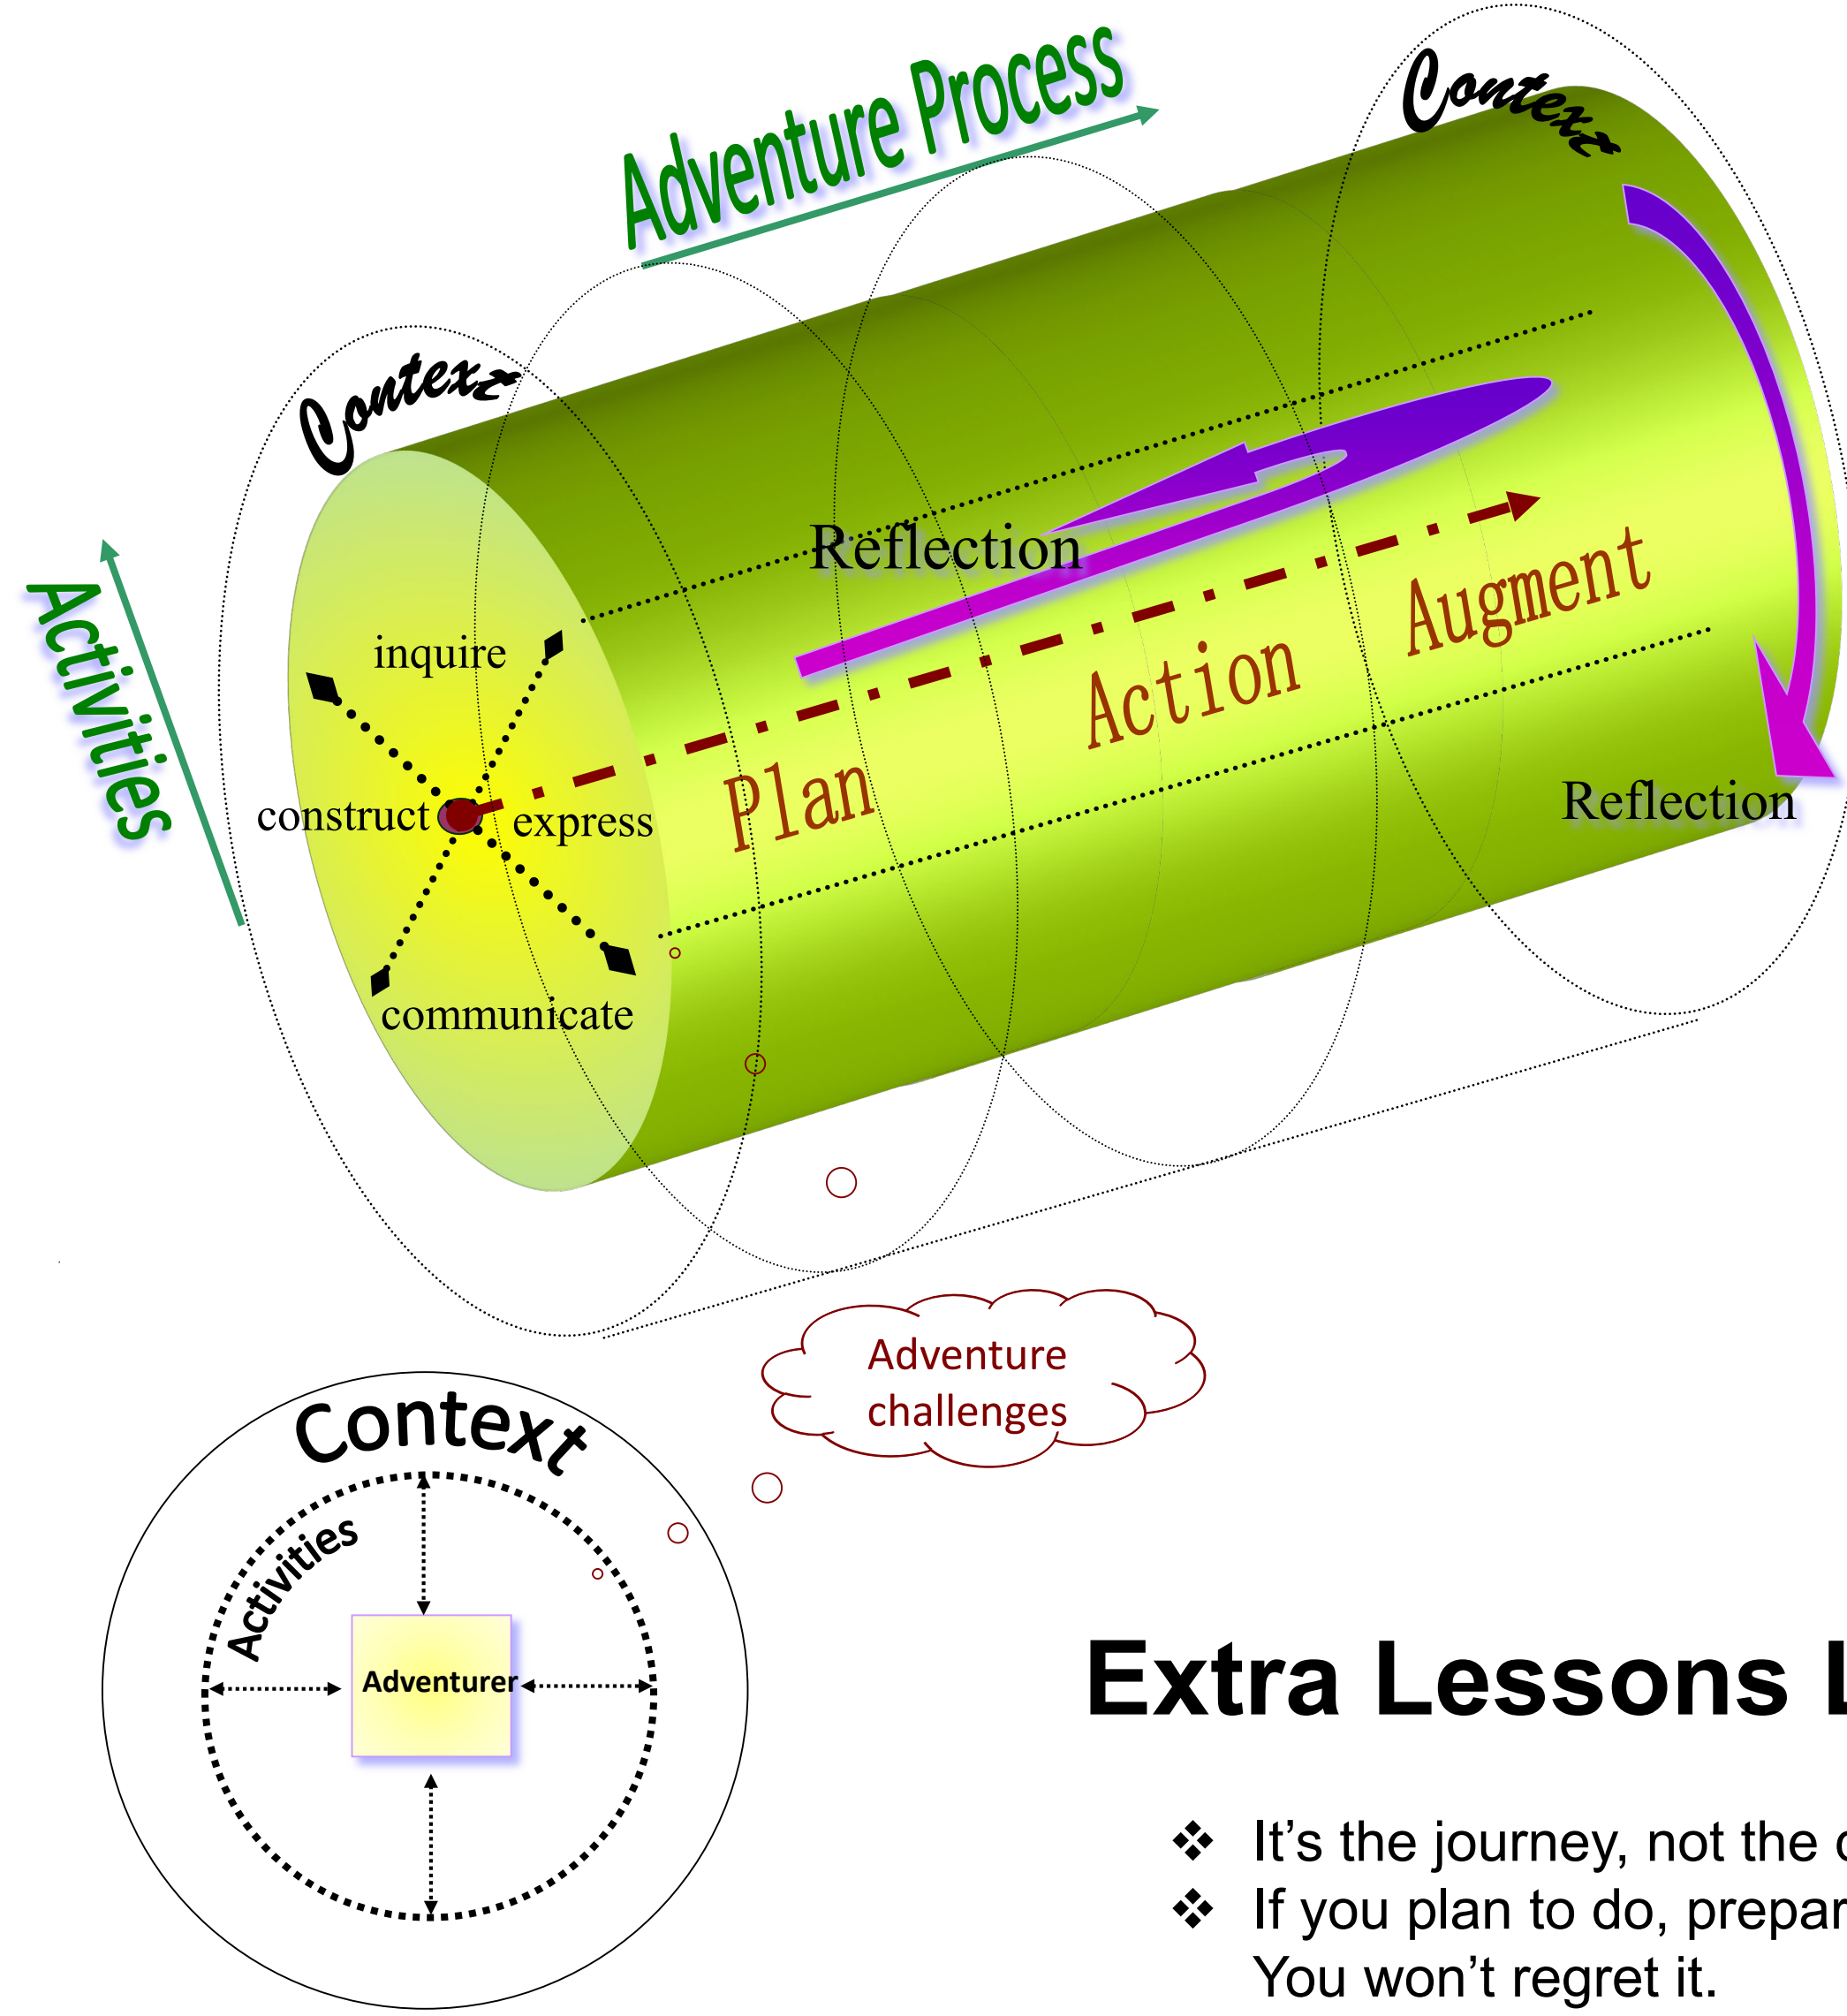 Adventure Process
Context
Context
Activities
Reflection
inquire
construct
express
communicate
Plan
Action
Augment
Reflection
Adventure
challenges
Context
Activities
Adventurer
Extra Lessons
❖ It’s the journey, not the
❖ If you plan to do,
You won’t regret it.